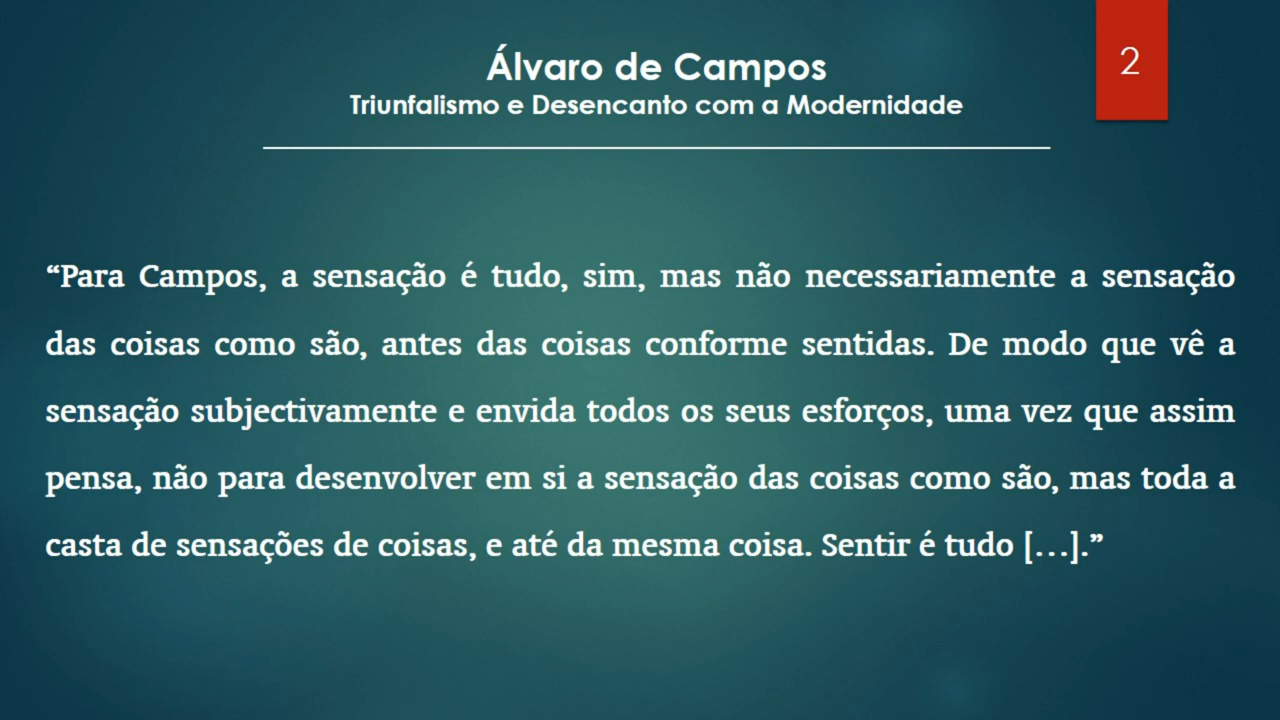 Álvaro de Campos
Triunfalismo e Desencanto com a Modernidade
2
“Para Campos, a sensação é tudo, sim, mas não necessariamente a sensação
das coisas como são, antes das coisas conforme sentidas. De modo que vê a
sensação subjectivamente e envida todos os seus esforços, uma vez que assim
pensa, não para desenvolver em si a sensação das coisas como são, mas toda a
casta de sensações de coisas, e até da mesma coisa. Sentir é tudo […].”